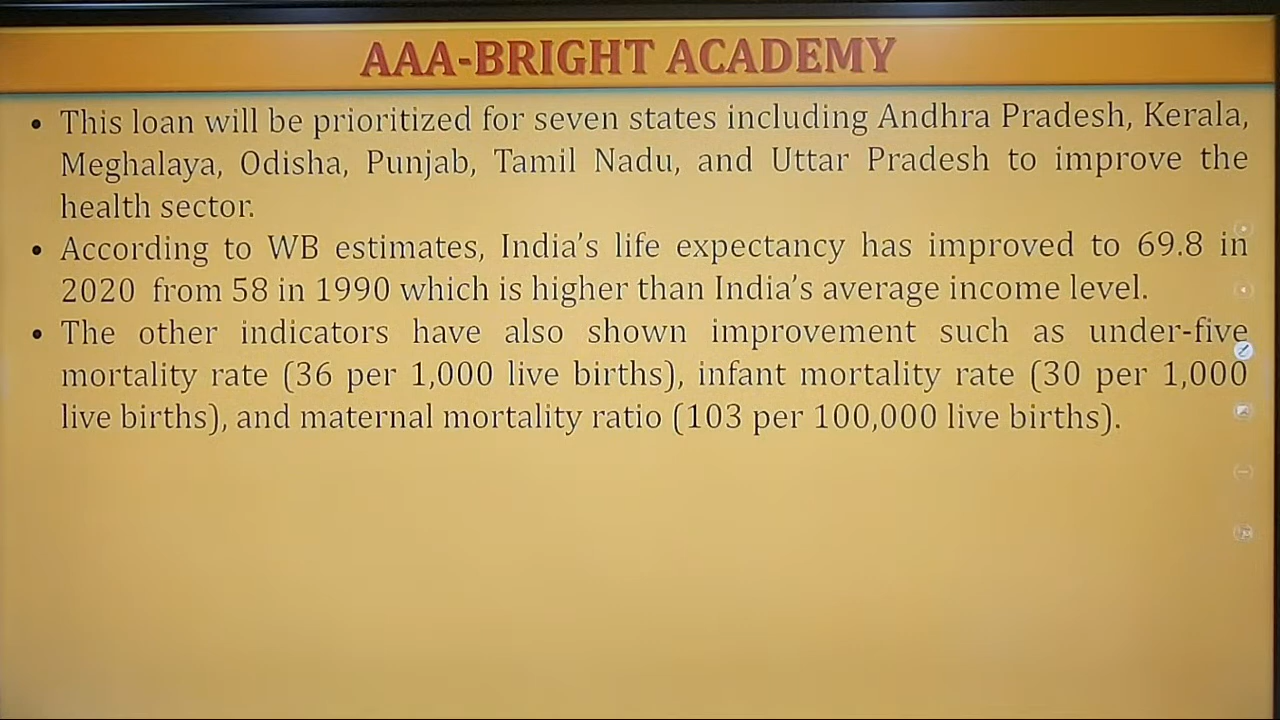 AAA-BRIGHT ACADEMY
• This loan will be prioritized for seven states including Andhra Pradesh, Kerala,
Meghalaya, Odisha, Punjab, Tamil Nadu, and Uttar Pradesh to improve the
health sector.
• According to WB estimates, India's life expectancy has improved to 69.8 in
2020 from 58 in 1990 which is higher than India's average income level.
• The other indicators have also shown improvement such as under-five
mortality rate (36 per 1,000 live births), infant mortality rate (30 per 1,000
live births), and maternal mortality ratio (103 per 100,000 live births).